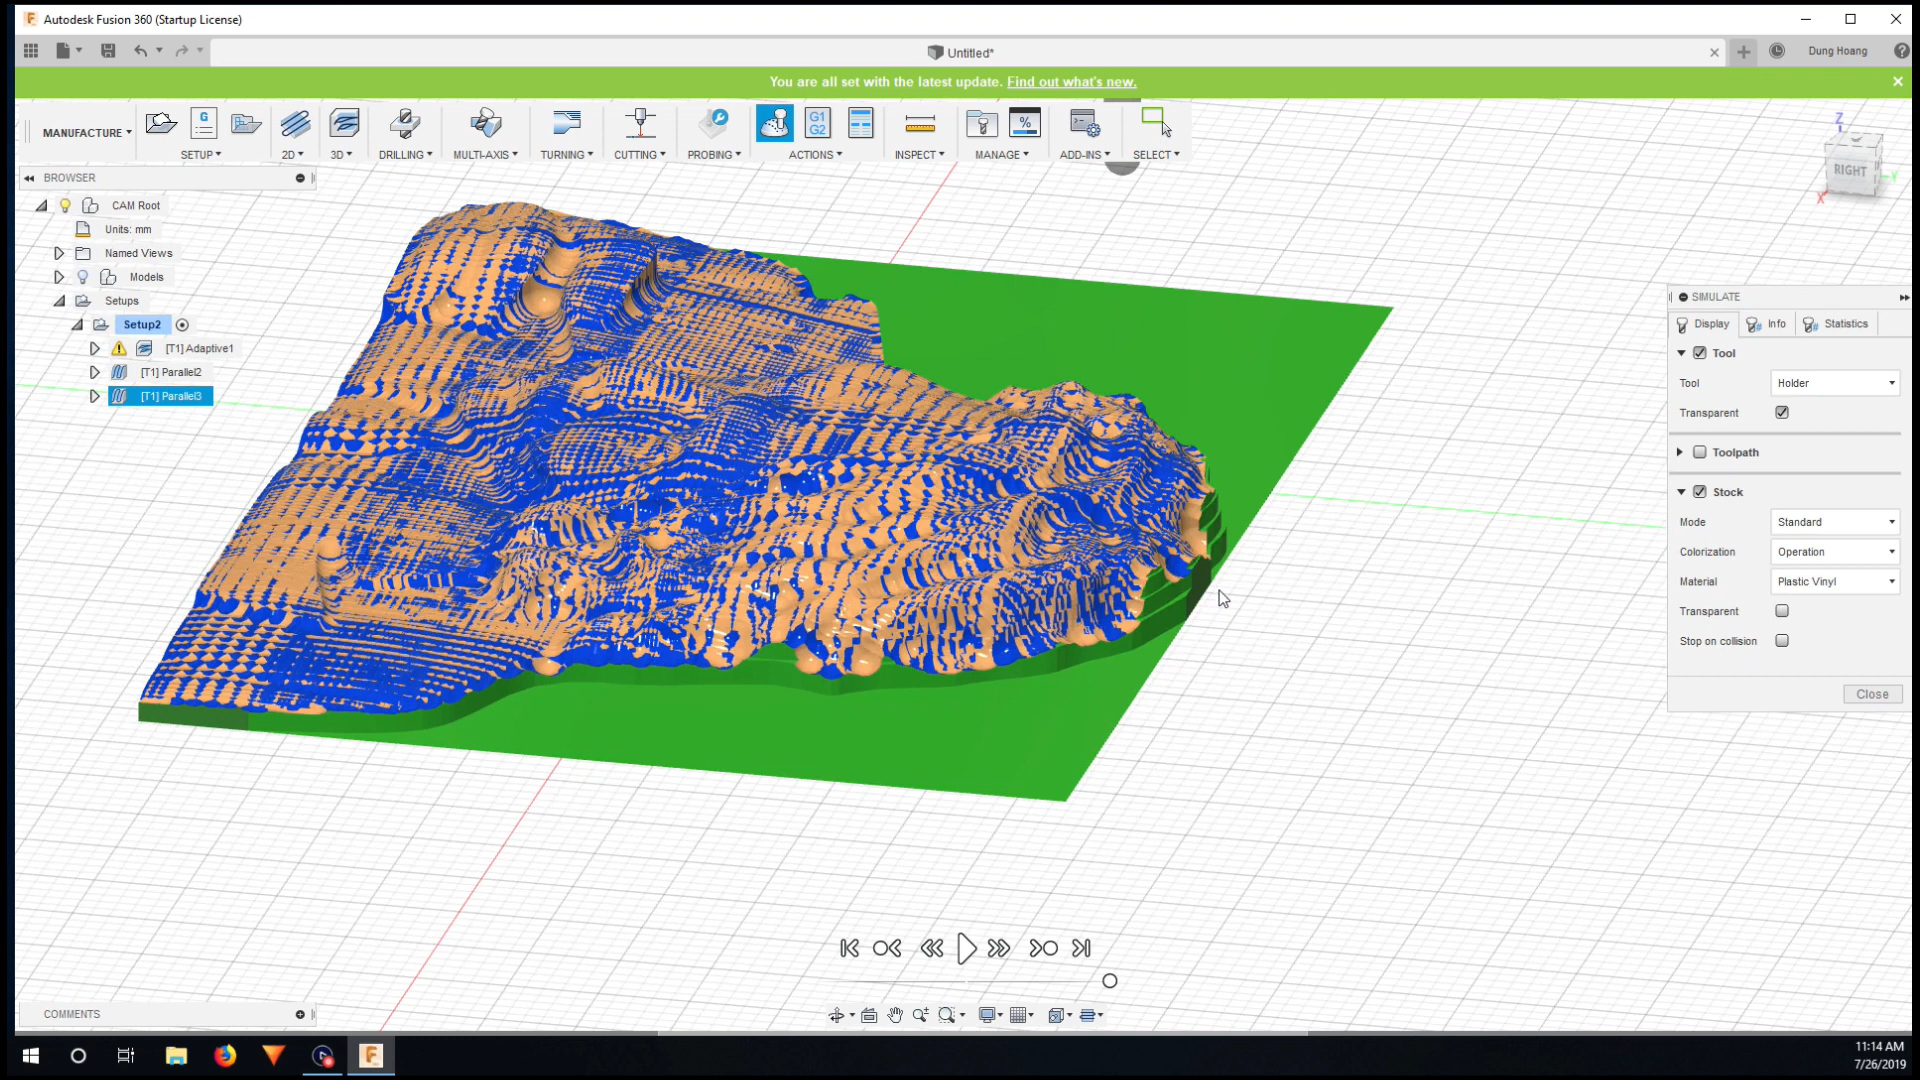 Autodesk Fusion 360 (Startup License)
Untitled*
Dung Hoang
You are all set with the latest update. Find out what's new.
MANUFACTURE
SETUP
2D
3D
DRILLING
MULTI-AXIS
TURNING
CUTTING
PROBING
ACTIONS
INSPECT
MANAGE
ADD-INS
SELECT
G
G1
G2
%
Z
RIGHT
X
Y
BROWSER
CAM Root
Units: mm
Named Views
Models
Setups
Setup2
[T1] Adaptive1
[T1] Parallel2
[T1] Parallel3
SIMULATE
Display
Info
Statistics
Tool
Tool
Holder
Transparent
Toolpath
Stock
Mode
Standard
Colorization
Operation
Material
Plastic Vinyl
Transparent
Stop on collision
Close
COMMENTS
11:14 AM
7/26/2019